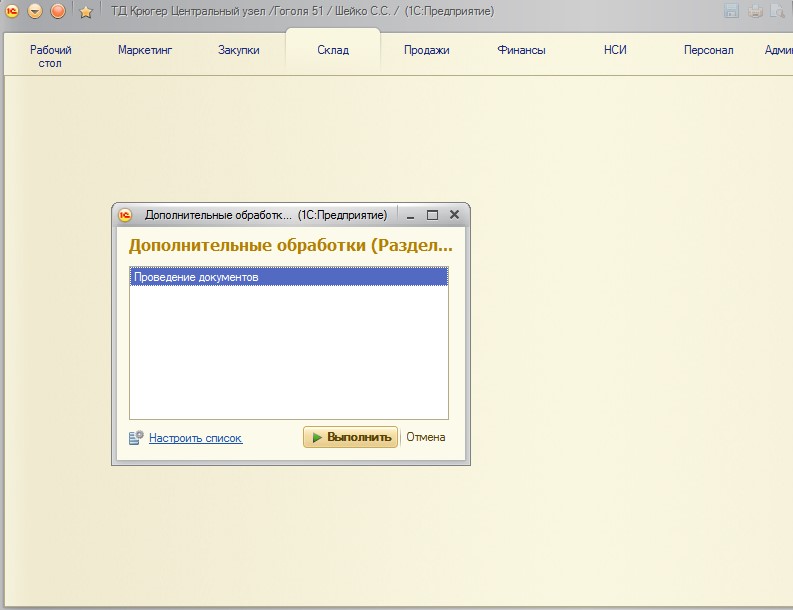 ТД Крюгер Центральный узел /Гоголя 51 / Шейко С.С. / (1С:Предприятие)
Рабочий стол
Маркетинг
Закупки
Склад
Продажи
Финансы
НСИ
Персонал
Админ
Дополнительные обработк... (1С:Предприятие)
Дополнительные обработки (Раздел...
Проведение документов
Настроить список
Выполнить
Отмена